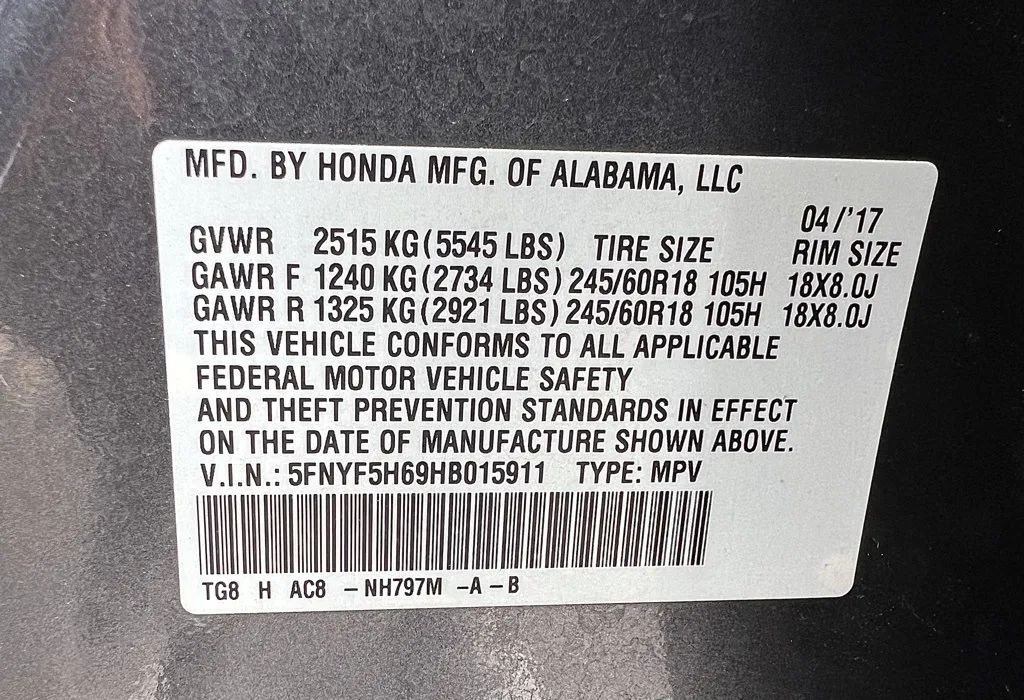 MFD. BY HONDA MFG. OF ALABAMA, LLC
04/'17
GVWR 2515 KG(5545 LBS) TIRE SIZE RIM SIZE
GAWR F 1240 KG(2734 LBS) 245/60R18 105H 18X8.0J
GAWR R 1325 KG(2921 LBS) 245/60R18 105H 18X8.0J
THIS VEHICLE CONFORMS TO ALL APPLICABLE
FEDERAL MOTOR VEHICLE SAFETY
AND THEFT PREVENTION STANDARDS IN EFFECT
ON THE DATE OF MANUFACTURE SHOWN ABOVE.
V.I.N.: 5FNYF5H69HB015911 TYPE: MPV
TG8 H AC8 -NH797M -A-B